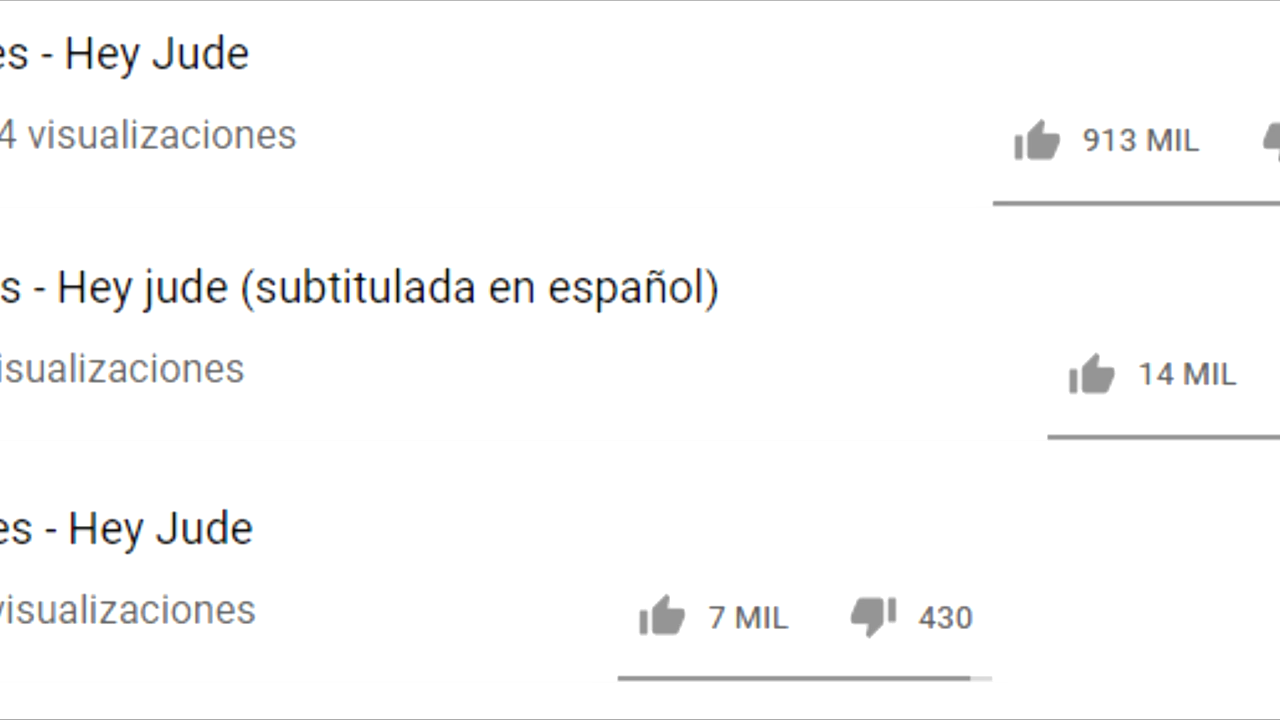 es - Hey Jude
4 visualizaciones
913 MIL
s - Hey jude (subtitulada en español)
isualizaciones
14 MIL
es - Hey Jude
visualizaciones
7 MIL 430